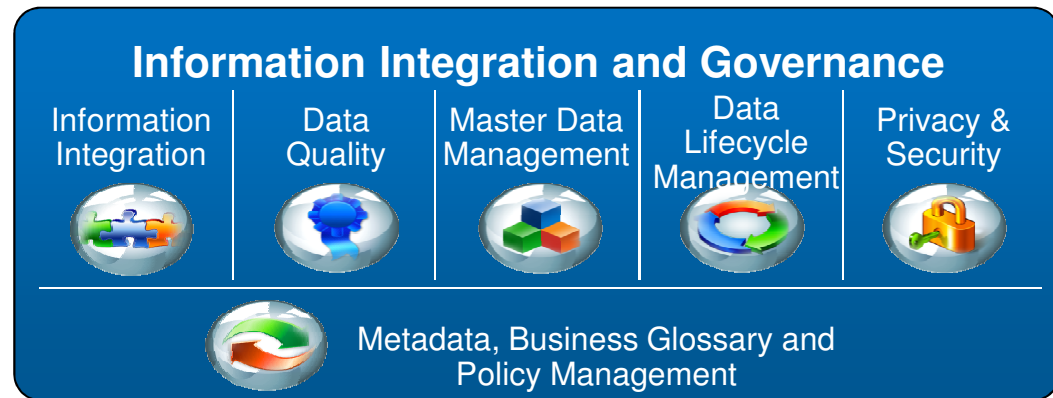 Information Integration and Governance
Information
Integration
Data
Quality
Master Data
Management
Data
Lifecycle
Management
Privacy &
Security
Metadata, Business Glossary and
Policy Management